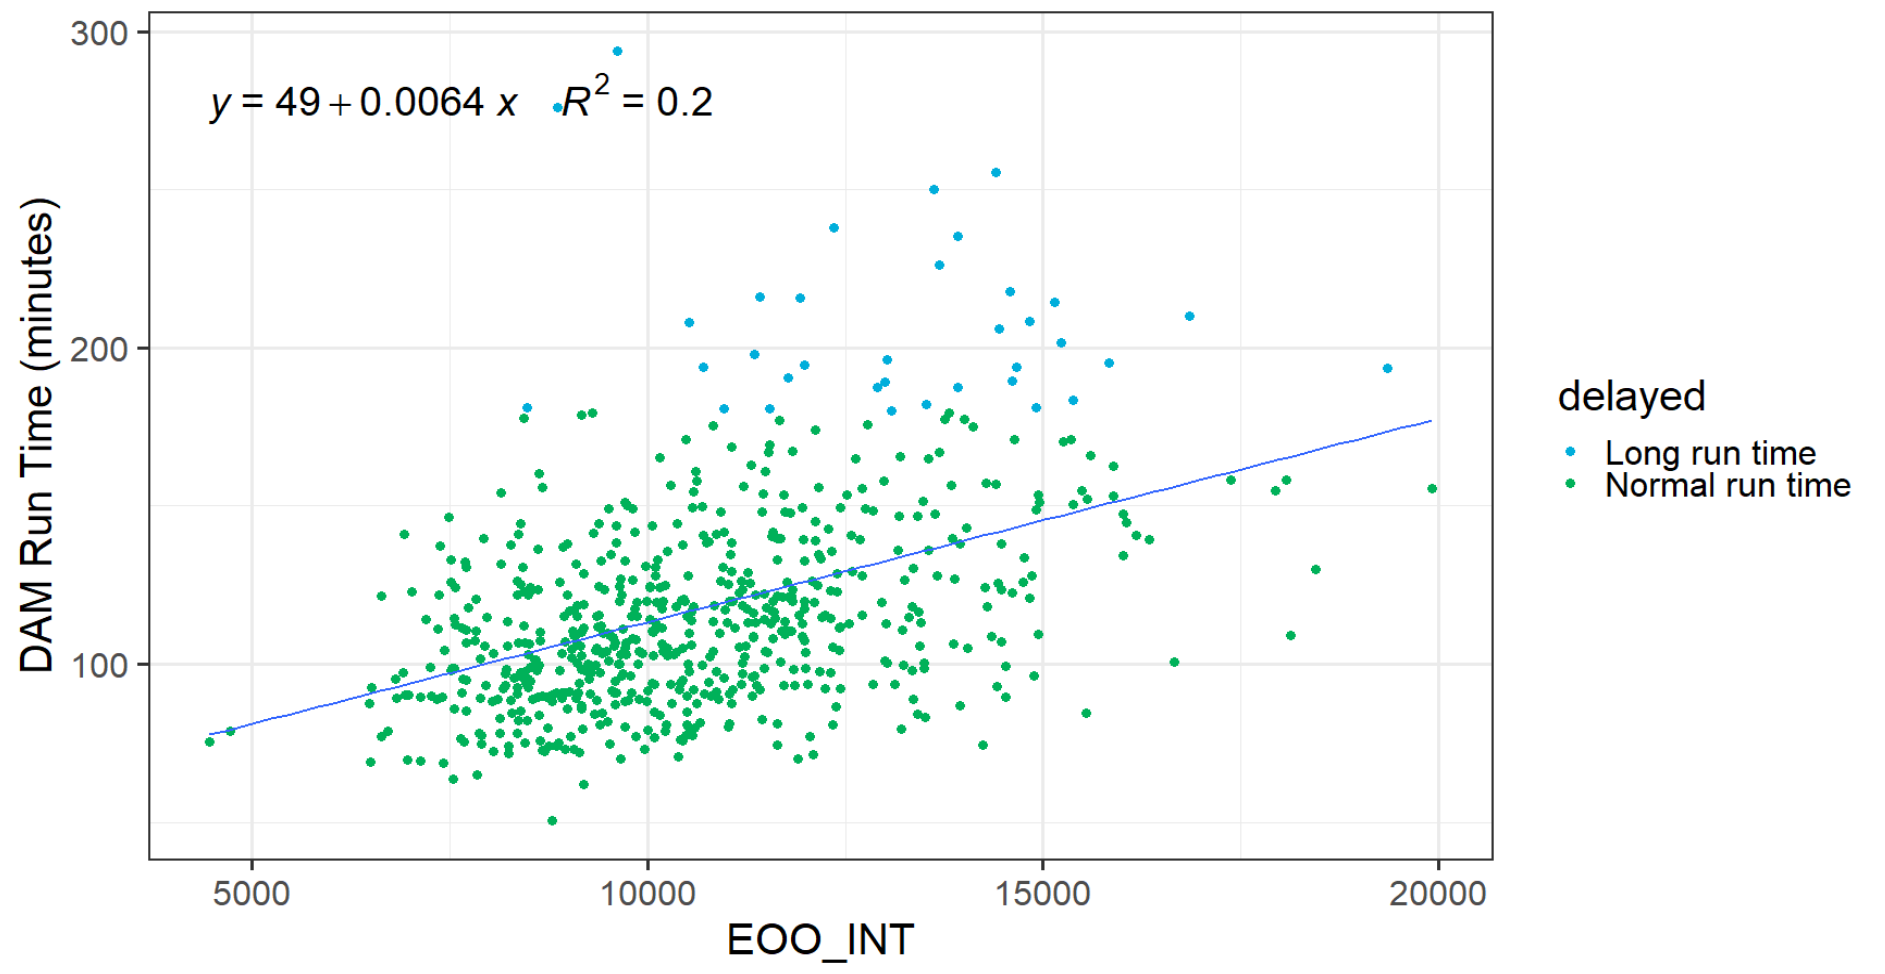 300
y = 49 + 0.0064 x R² = 0.2
200
100
DAM Run Time (minutes)
5000 10000 15000 20000
EOO_INT
delayed
Long run time
Normal run time